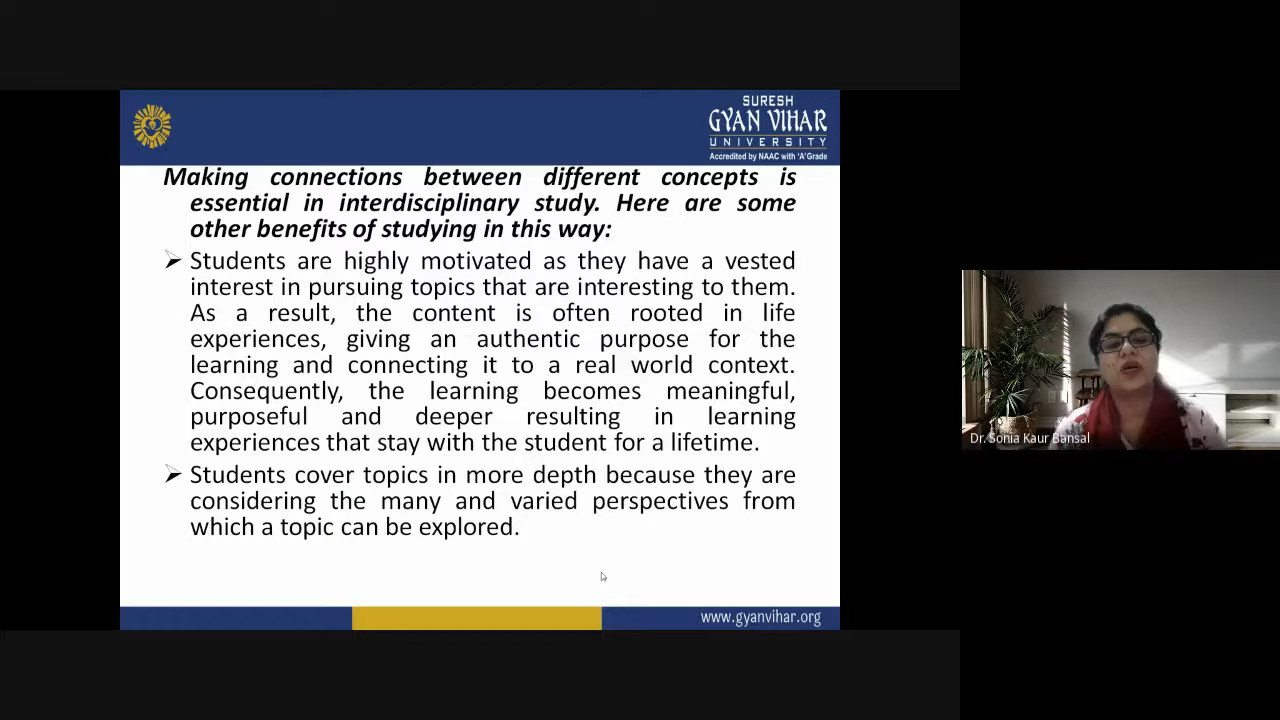 SURESH
GYAN VIHAR
UNIVERSITY
Accredited by NAAC with 'A'Grade
Making connections between different concepts is
essential in interdisciplinary study. Here are some
other benefits of studying in this way:
Students are highly motivated as they have a vested
interest in pursuing topics that are interesting to them.
As a result, the content is often rooted in life
experiences, giving an authentic purpose for the
learning and connecting it to a real world context.
Consequently, the learning becomes meaningful,
purposeful and deeper resulting in learning
experiences that stay with the student for a lifetime.
Students cover topics in more depth because they are
considering the many and varied perspectives from
which a topic can be explored.
www.gyanvihar.org
Dr. Sonia Kaur Bansal